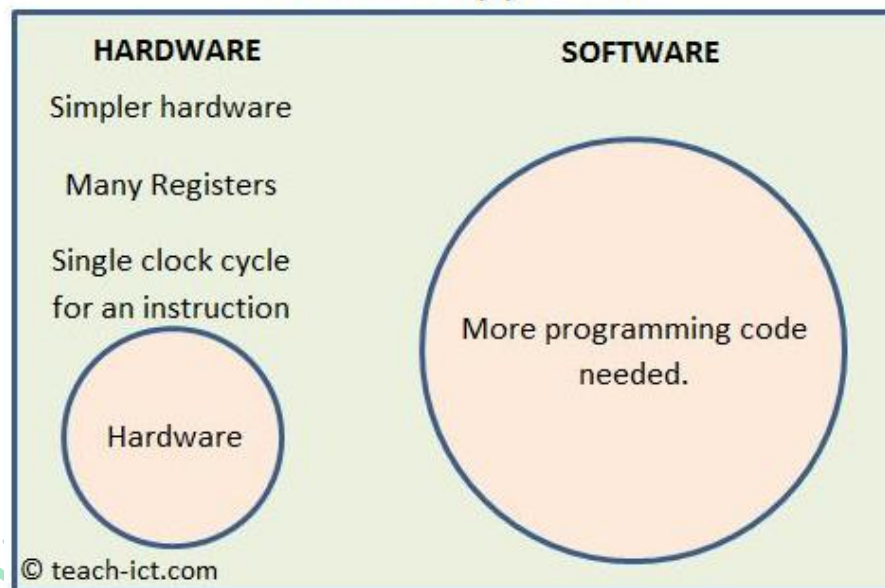 HARDWARE
Simpler hardware
Many Registers
Single clock cycle
for an instruction
Hardware
SOFTWARE
More programming code
needed.
© teach-ict.com